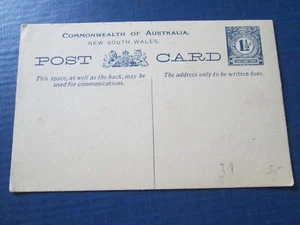 COMMONWEALTH OF AUSTRALIA.
NEW SOUTH WALES.
POST CARD
1½
This space, as well as the back, may be
used for communications.
The address only to be written here.